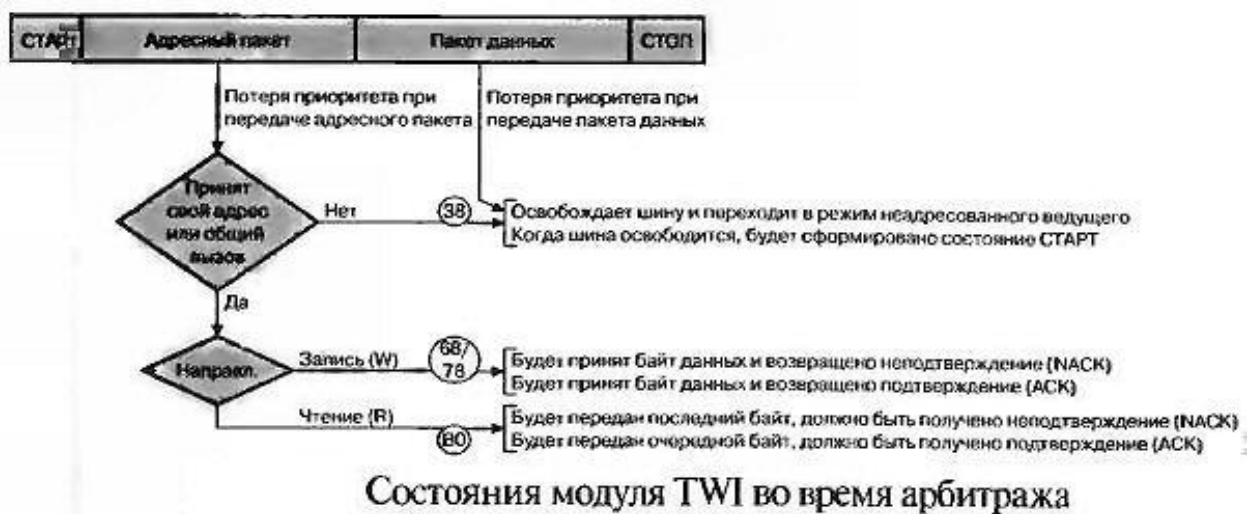 СТАРТ Адресный пакет Пакет данных СТОП
Потеря приоритета при
передаче адресного пакета
Потеря приоритета при
передаче пакета данных
Принят
свой адрес
или общий
вызов
Нет
38
Освобождает шину и переходит в режим неадресованного ведущего
Когда шина освободится, будет сформировано состояние СТАРТ
Да
Направл.
Запись (W)
68/
78
Будет принят байт данных и возвращено неподтверждение (NACK)
Будет принят байт данных и возвращено подтверждение (ACK)
Чтение (R)
B0
Будет передан последний байт, должно быть получено неподтверждение (NACK)
Будет передан очередной байт, должно быть получено подтверждение (ACK)
Состояния модуля TWI во время арбитража